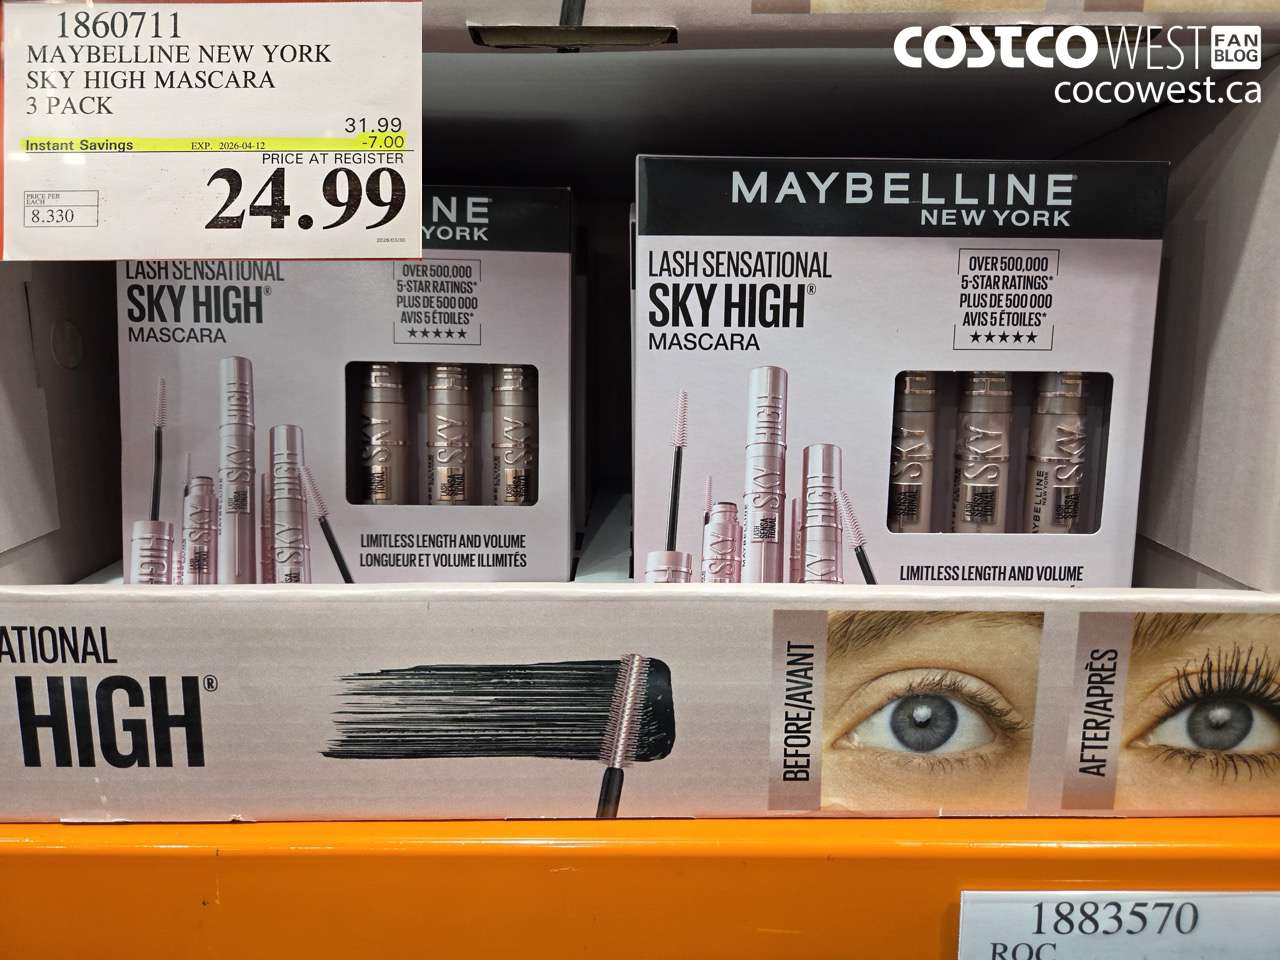 1860711
MAYBELLINE NEW YORK
SKY HIGH MASCARA
3 PACK
31.99
Instant Savings EXP. 2026-04-12 -7.00
PRICE AT REGISTER
24.99
PRICE PER
EACH
8.330
COSTCO WEST FAN BLOG
cocowest.ca
NE
YORK
LASH SENSATIONAL
SKY HIGH®
MASCARA
OVER 500,000
5-STAR RATINGS*
PLUS DE 500 000
AVIS 5 ÉTOILES*
★★★★★
LIMITLESS LENGTH AND VOLUME
LONGUEUR ET VOLUME ILLIMITÉS
MAYBELLINE
NEW YORK
LASH SENSATIONAL
SKY HIGH®
MASCARA
OVER 500,000
5-STAR RATINGS*
PLUS DE 500 000
AVIS 5 ÉTOILES*
★★★★★
LIMITLESS LENGTH AND VOLUME
ATIONAL
HIGH®
BEFORE/AVANT
AFTER/APRÈS
1883570
ROC